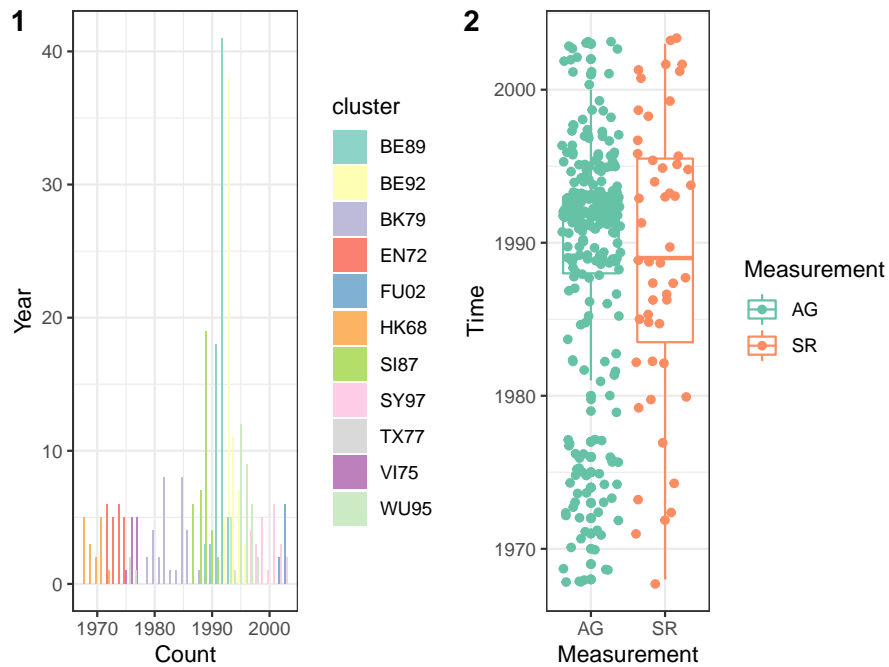 1
40
30
20
10
0
Year
1970 1980 1990 2000
Count
cluster
BE89
BE92
BK79
EN72
FU02
HK68
SI87
SY97
TX77
VI75
WU95
2
2000
1990
1980
1970
Time
AG SR
Measurement
Measurement
AG
SR